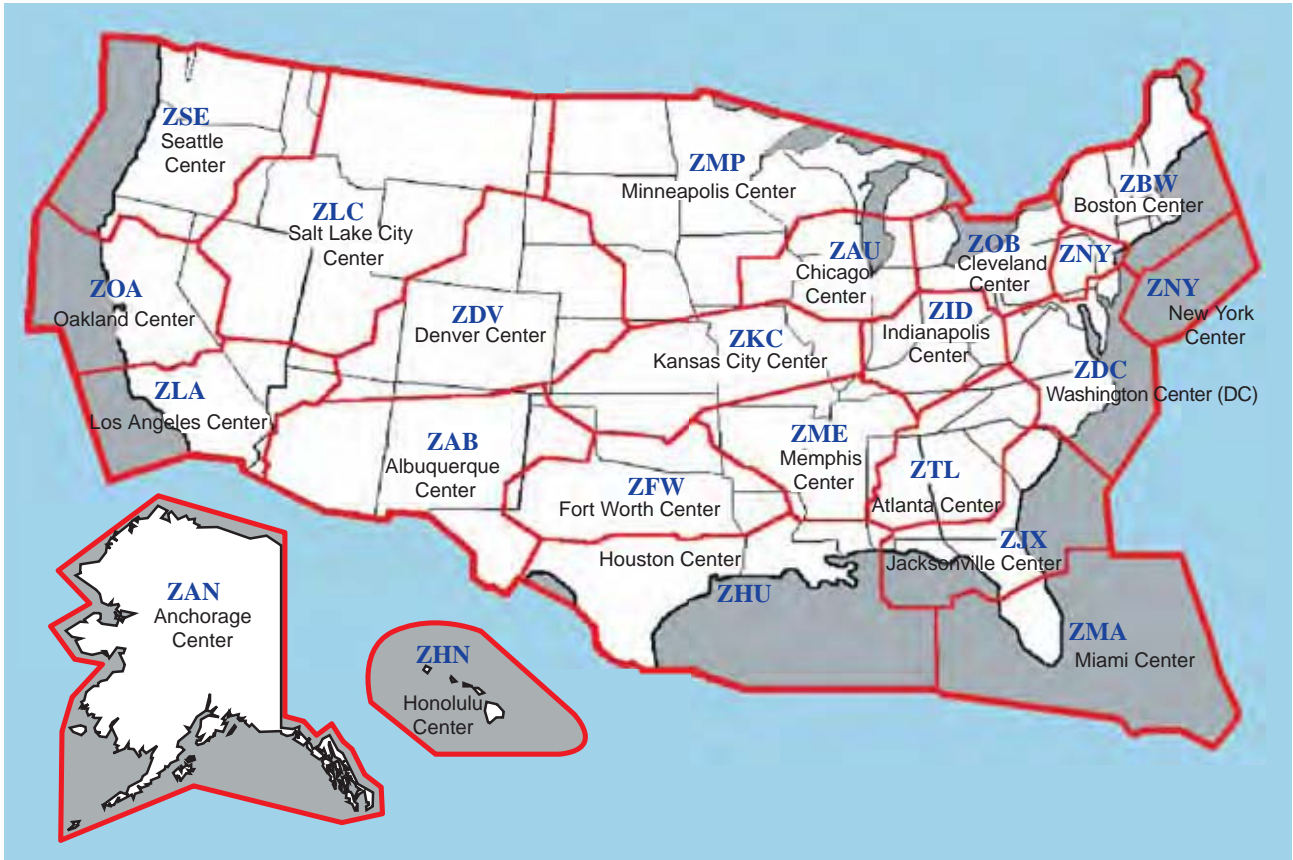 ZSE
Seattle
Center
ZLC
Salt Lake City
Center
ZMP
Minneapolis Center
ZBW
Boston Center
ZOA
Oakland Center
ZDV
Denver Center
ZAU
Chicago
Center
ZOB
Cleveland
Center
ZNY
ZNY
New York
Center
ZLA
Los Angeles Center
ZKC
Kansas City Center
ZID
Indianapolis
Center
ZDC
Washington Center (DC)
ZAB
Albuquerque
Center
ZFW
Fort Worth Center
ZME
Memphis
Center
ZTL
Atlanta Center
Houston Center
ZHU
ZJX
Jacksonville Center
ZMA
Miami Center
ZAN
Anchorage
Center
ZHN
Honolulu
Center